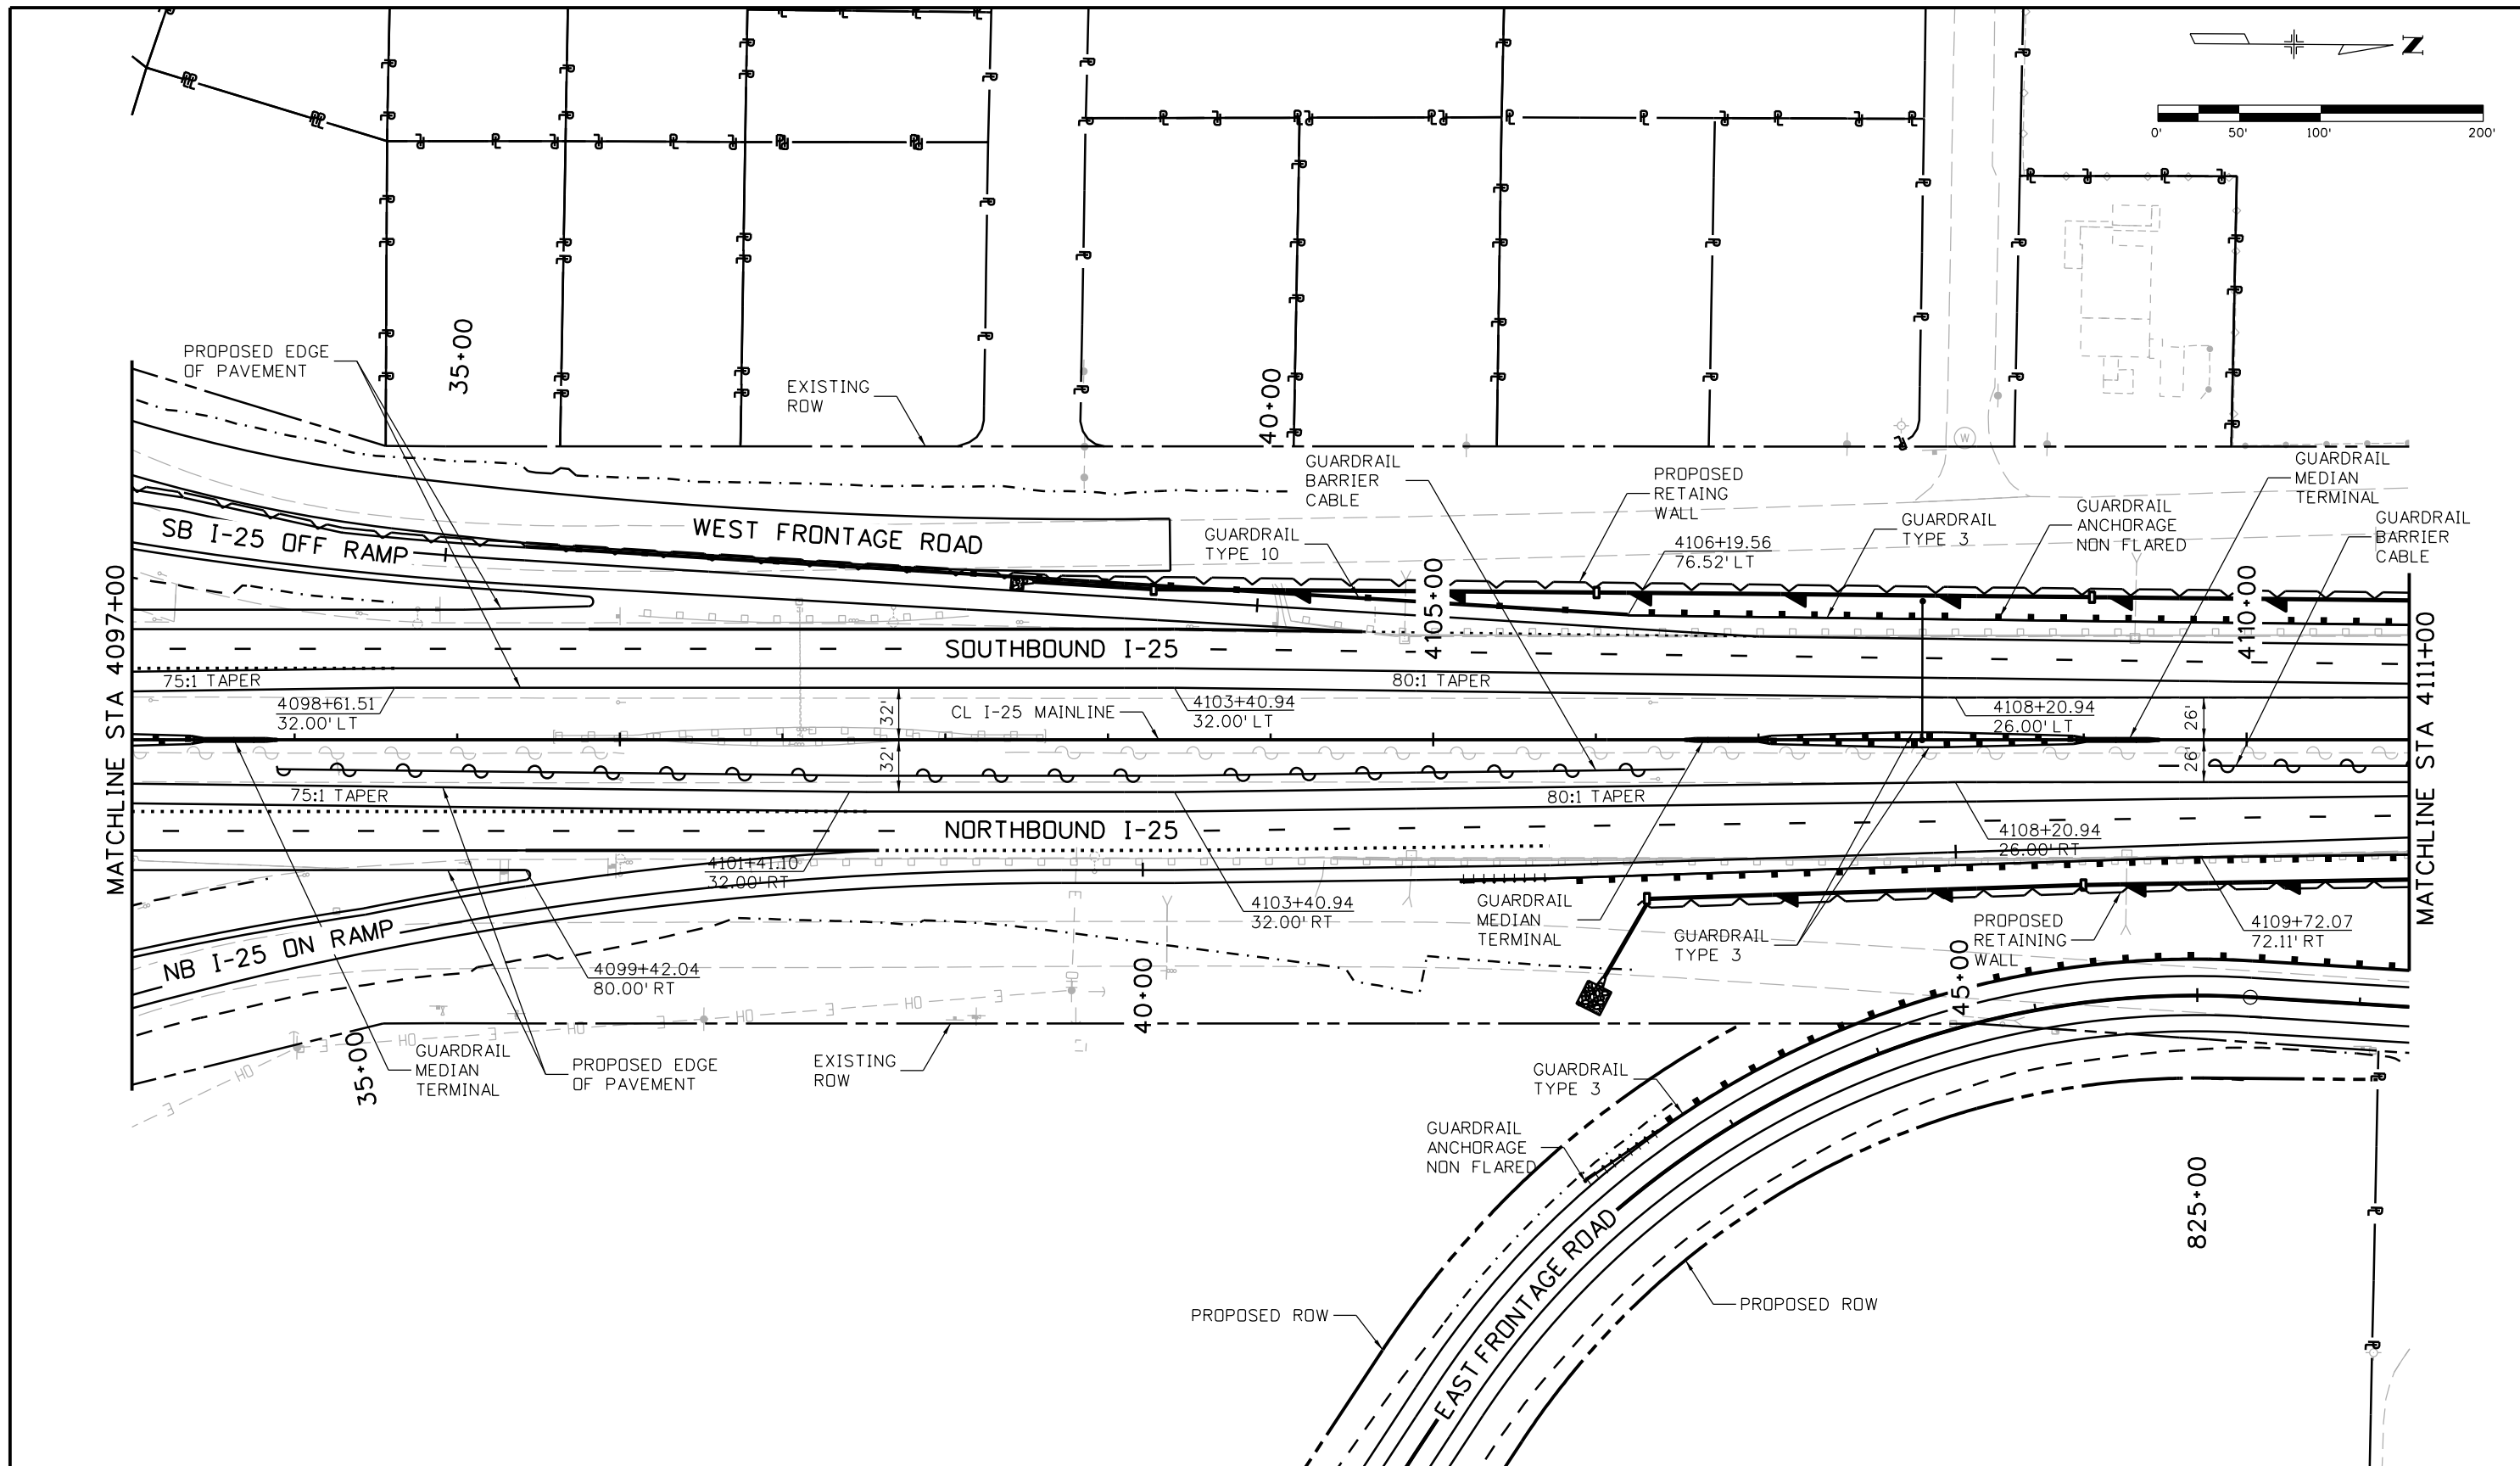 N
0' 50' 100' 200'
35+00
40+00
PROPOSED EDGE
OF PAVEMENT
EXISTING
ROW
GUARDRAIL
BARRIER
CABLE
PROPOSED
RETAING
WALL
GUARDRAIL
MEDIAN
TERMINAL
GUARDRAIL
TYPE 10
4106+19.56
76.52' LT
GUARDRAIL
TYPE 3
GUARDRAIL
ANCHORAGE
NON FLARED
GUARDRAIL
BARRIER
CABLE
W
SB I-25 OFF RAMP
WEST FRONTAGE ROAD
4105+00
4110+00
MATCHLINE STA 4097+00
MATCHLINE STA 4111+00
SOUTHBOUND I-25
75:1 TAPER
80:1 TAPER
4098+61.51
32.00' LT
32'
CL I-25 MAINLINE
4103+40.94
32.00' LT
4108+20.94
26.00' LT
26'
32'
26'
75:1 TAPER
80:1 TAPER
NORTHBOUND I-25
4101+41.10
32.00' RT
4103+40.94
32.00' RT
4108+20.94
26.00' RT
GUARDRAIL
MEDIAN
TERMINAL
GUARDRAIL
TYPE 3
PROPOSED
RETAINING
WALL
4109+72.07
72.11' RT
NB I-25 ON RAMP
4099+42.04
80.00' RT
40+00
45+00
35+00
GUARDRAIL
MEDIAN
TERMINAL
PROPOSED EDGE
OF PAVEMENT
EXISTING
ROW
E OH E OH E OH E OH E
GUARDRAIL
TYPE 3
GUARDRAIL
ANCHORAGE
NON FLARED
825+00
EAST FRONTAGE ROAD
PROPOSED ROW
PROPOSED ROW